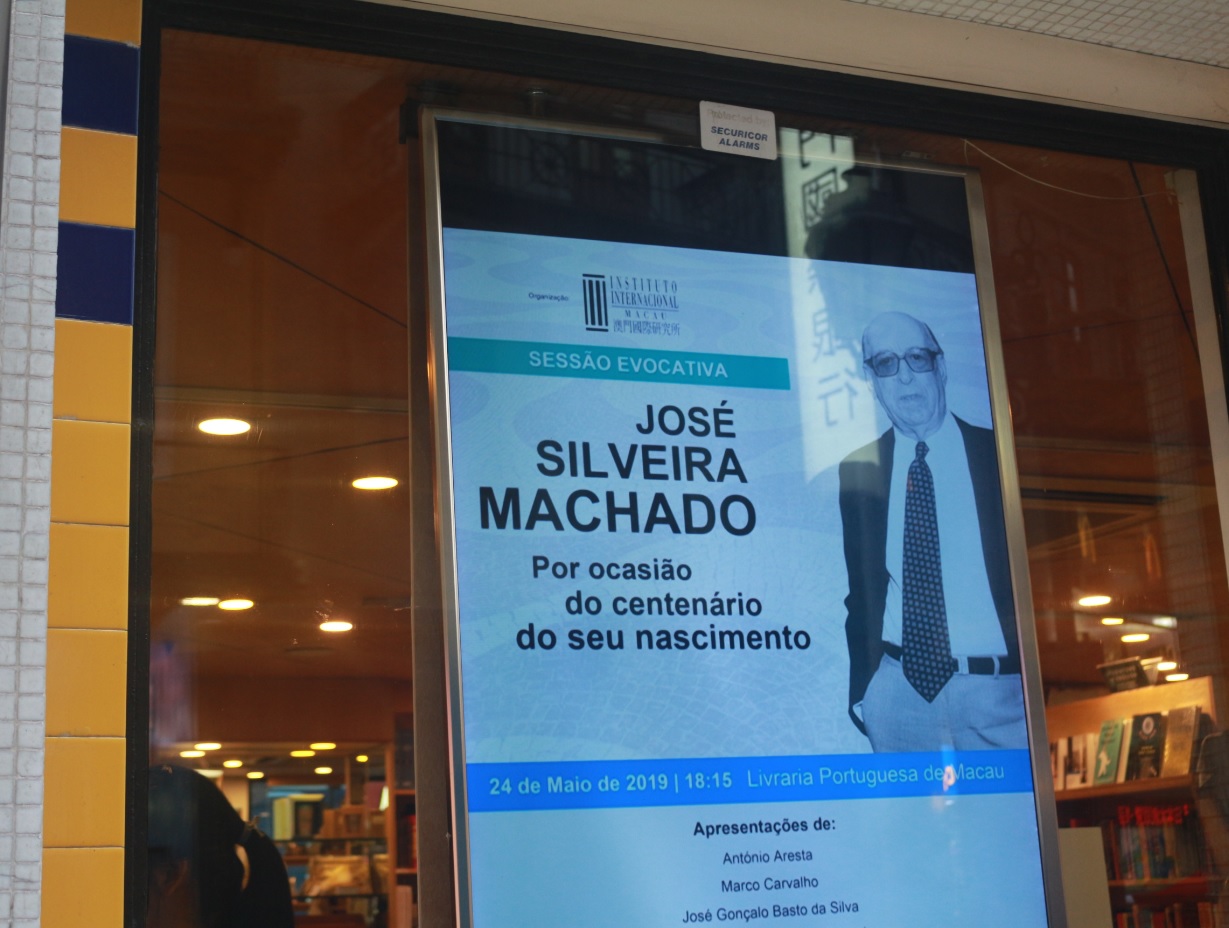 Protected by
SECURICOR
ALARMS
Organização:
INSTITUTO
INTERNACIONAL
MACAU
澳門國際研究所
SESSÃO EVOCATIVA
JOSÉ
SILVEIRA
MACHADO
Por ocasião
do centenário
do seu nascimento
24 de Maio de 2019 | 18:15 Livraria Portuguesa de Macau
Apresentações de:
António Aresta
Marco Carvalho
José Gonçalo Basto da Silva